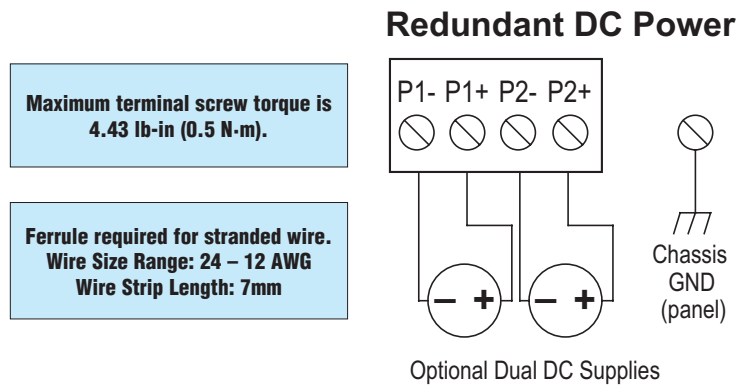 Redundant DC Power
Maximum terminal screw torque is
4.43 lb-in (0.5 N·m).
Ferrule required for stranded wire.
Wire Size Range: 24 – 12 AWG
Wire Strip Length: 7mm
P1- P1+ P2- P2+
– + – +
Chassis
GND
(panel)
Optional Dual DC Supplies